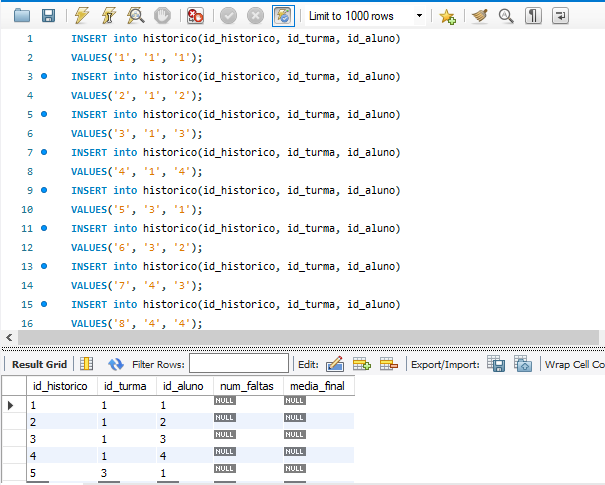 Limit to 1000 rows
1 INSERT into historico(id_historico, id_turma, id_aluno)
2 VALUES('1', '1', '1');
3 INSERT into historico(id_historico, id_turma, id_aluno)
4 VALUES('2', '1', '2');
5 INSERT into historico(id_historico, id_turma, id_aluno)
6 VALUES('3', '1', '3');
7 INSERT into historico(id_historico, id_turma, id_aluno)
8 VALUES('4', '1', '4');
9 INSERT into historico(id_historico, id_turma, id_aluno)
10 VALUES('5', '3', '1');
11 INSERT into historico(id_historico, id_turma, id_aluno)
12 VALUES('6', '3', '2');
13 INSERT into historico(id_historico, id_turma, id_aluno)
14 VALUES('7', '4', '3');
15 INSERT into historico(id_historico, id_turma, id_aluno)
16 VALUES('8', '4', '4');
Result Grid Filter Rows: Edit: Export/Import: Wrap Cell Co
id_historico id_turma id_aluno num_faltas media_final
1 1 1 NULL NULL
2 1 2 NULL NULL
3 1 3 NULL NULL
4 1 4 NULL NULL
5 3 1 NULL NULL